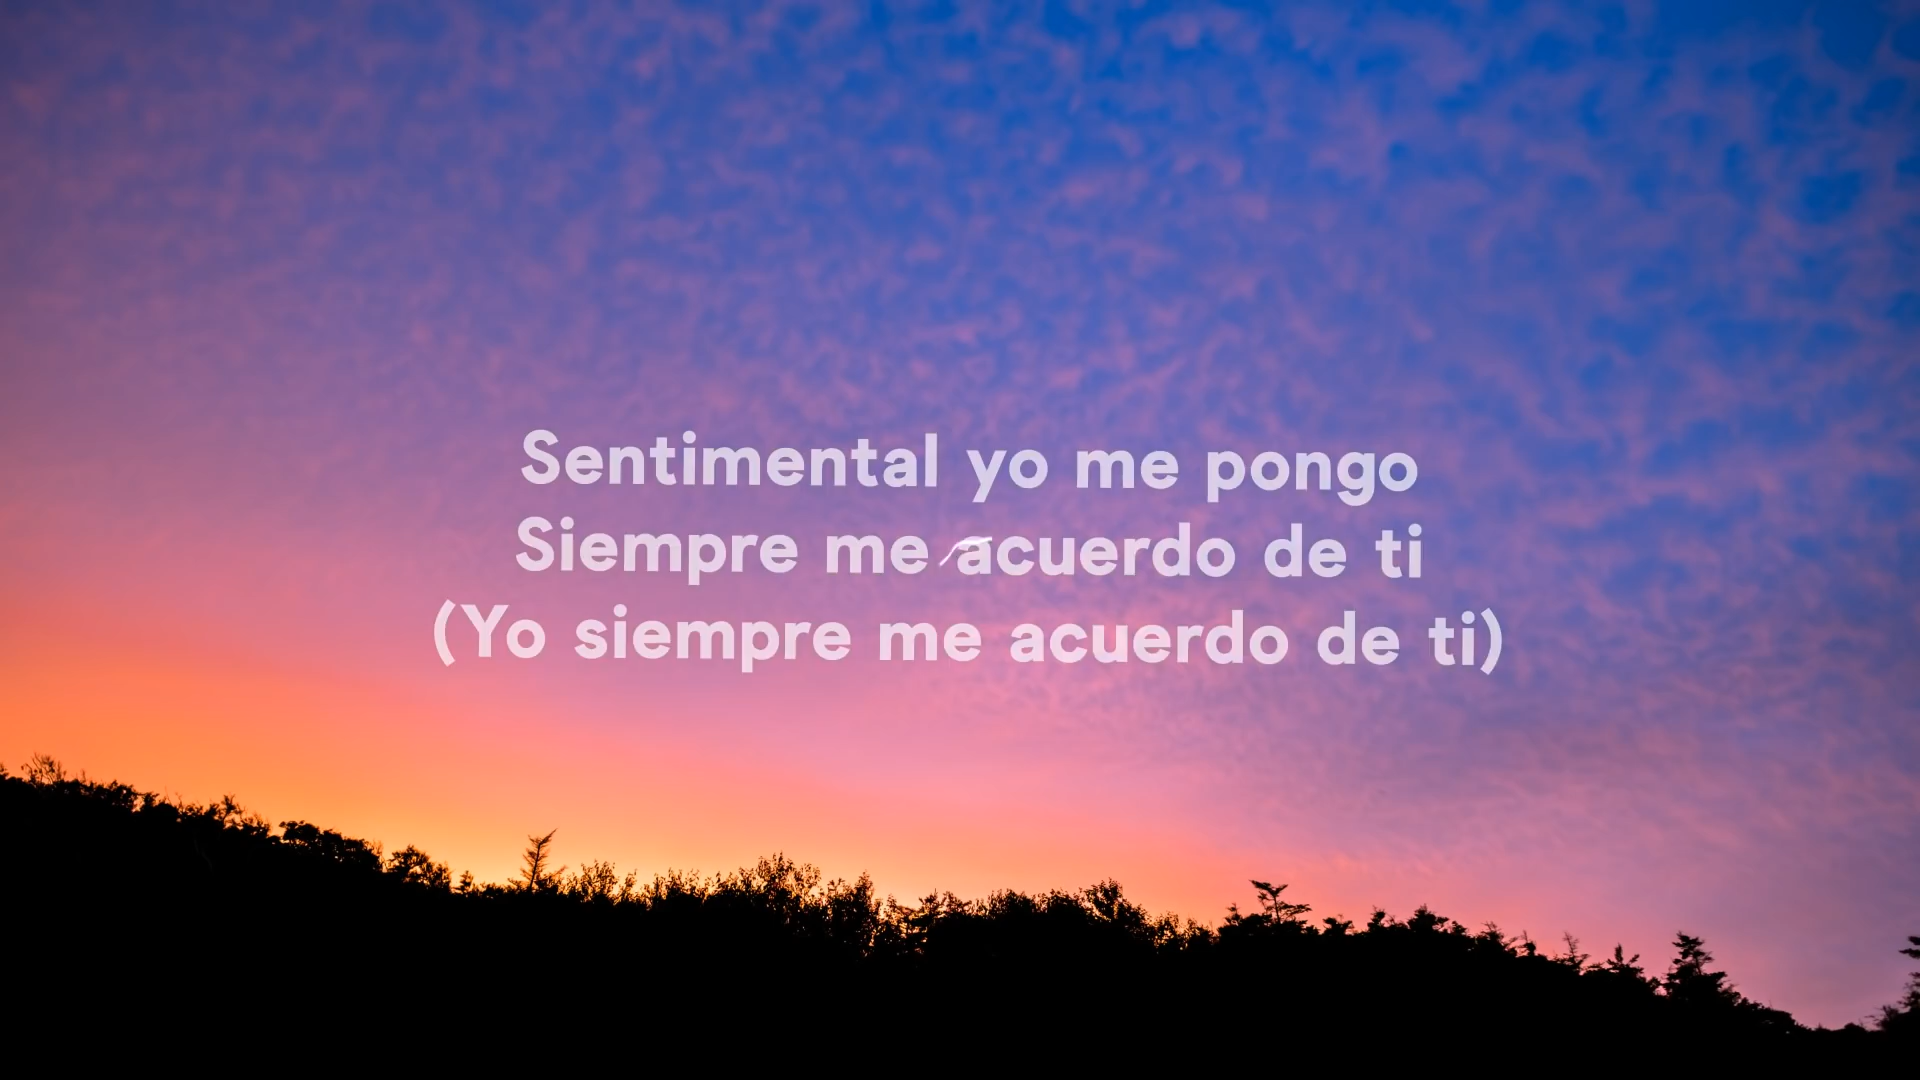 Sentimental yo me pongo
Siempre me acuerdo de ti
(Yo siempre me acuerdo de ti)